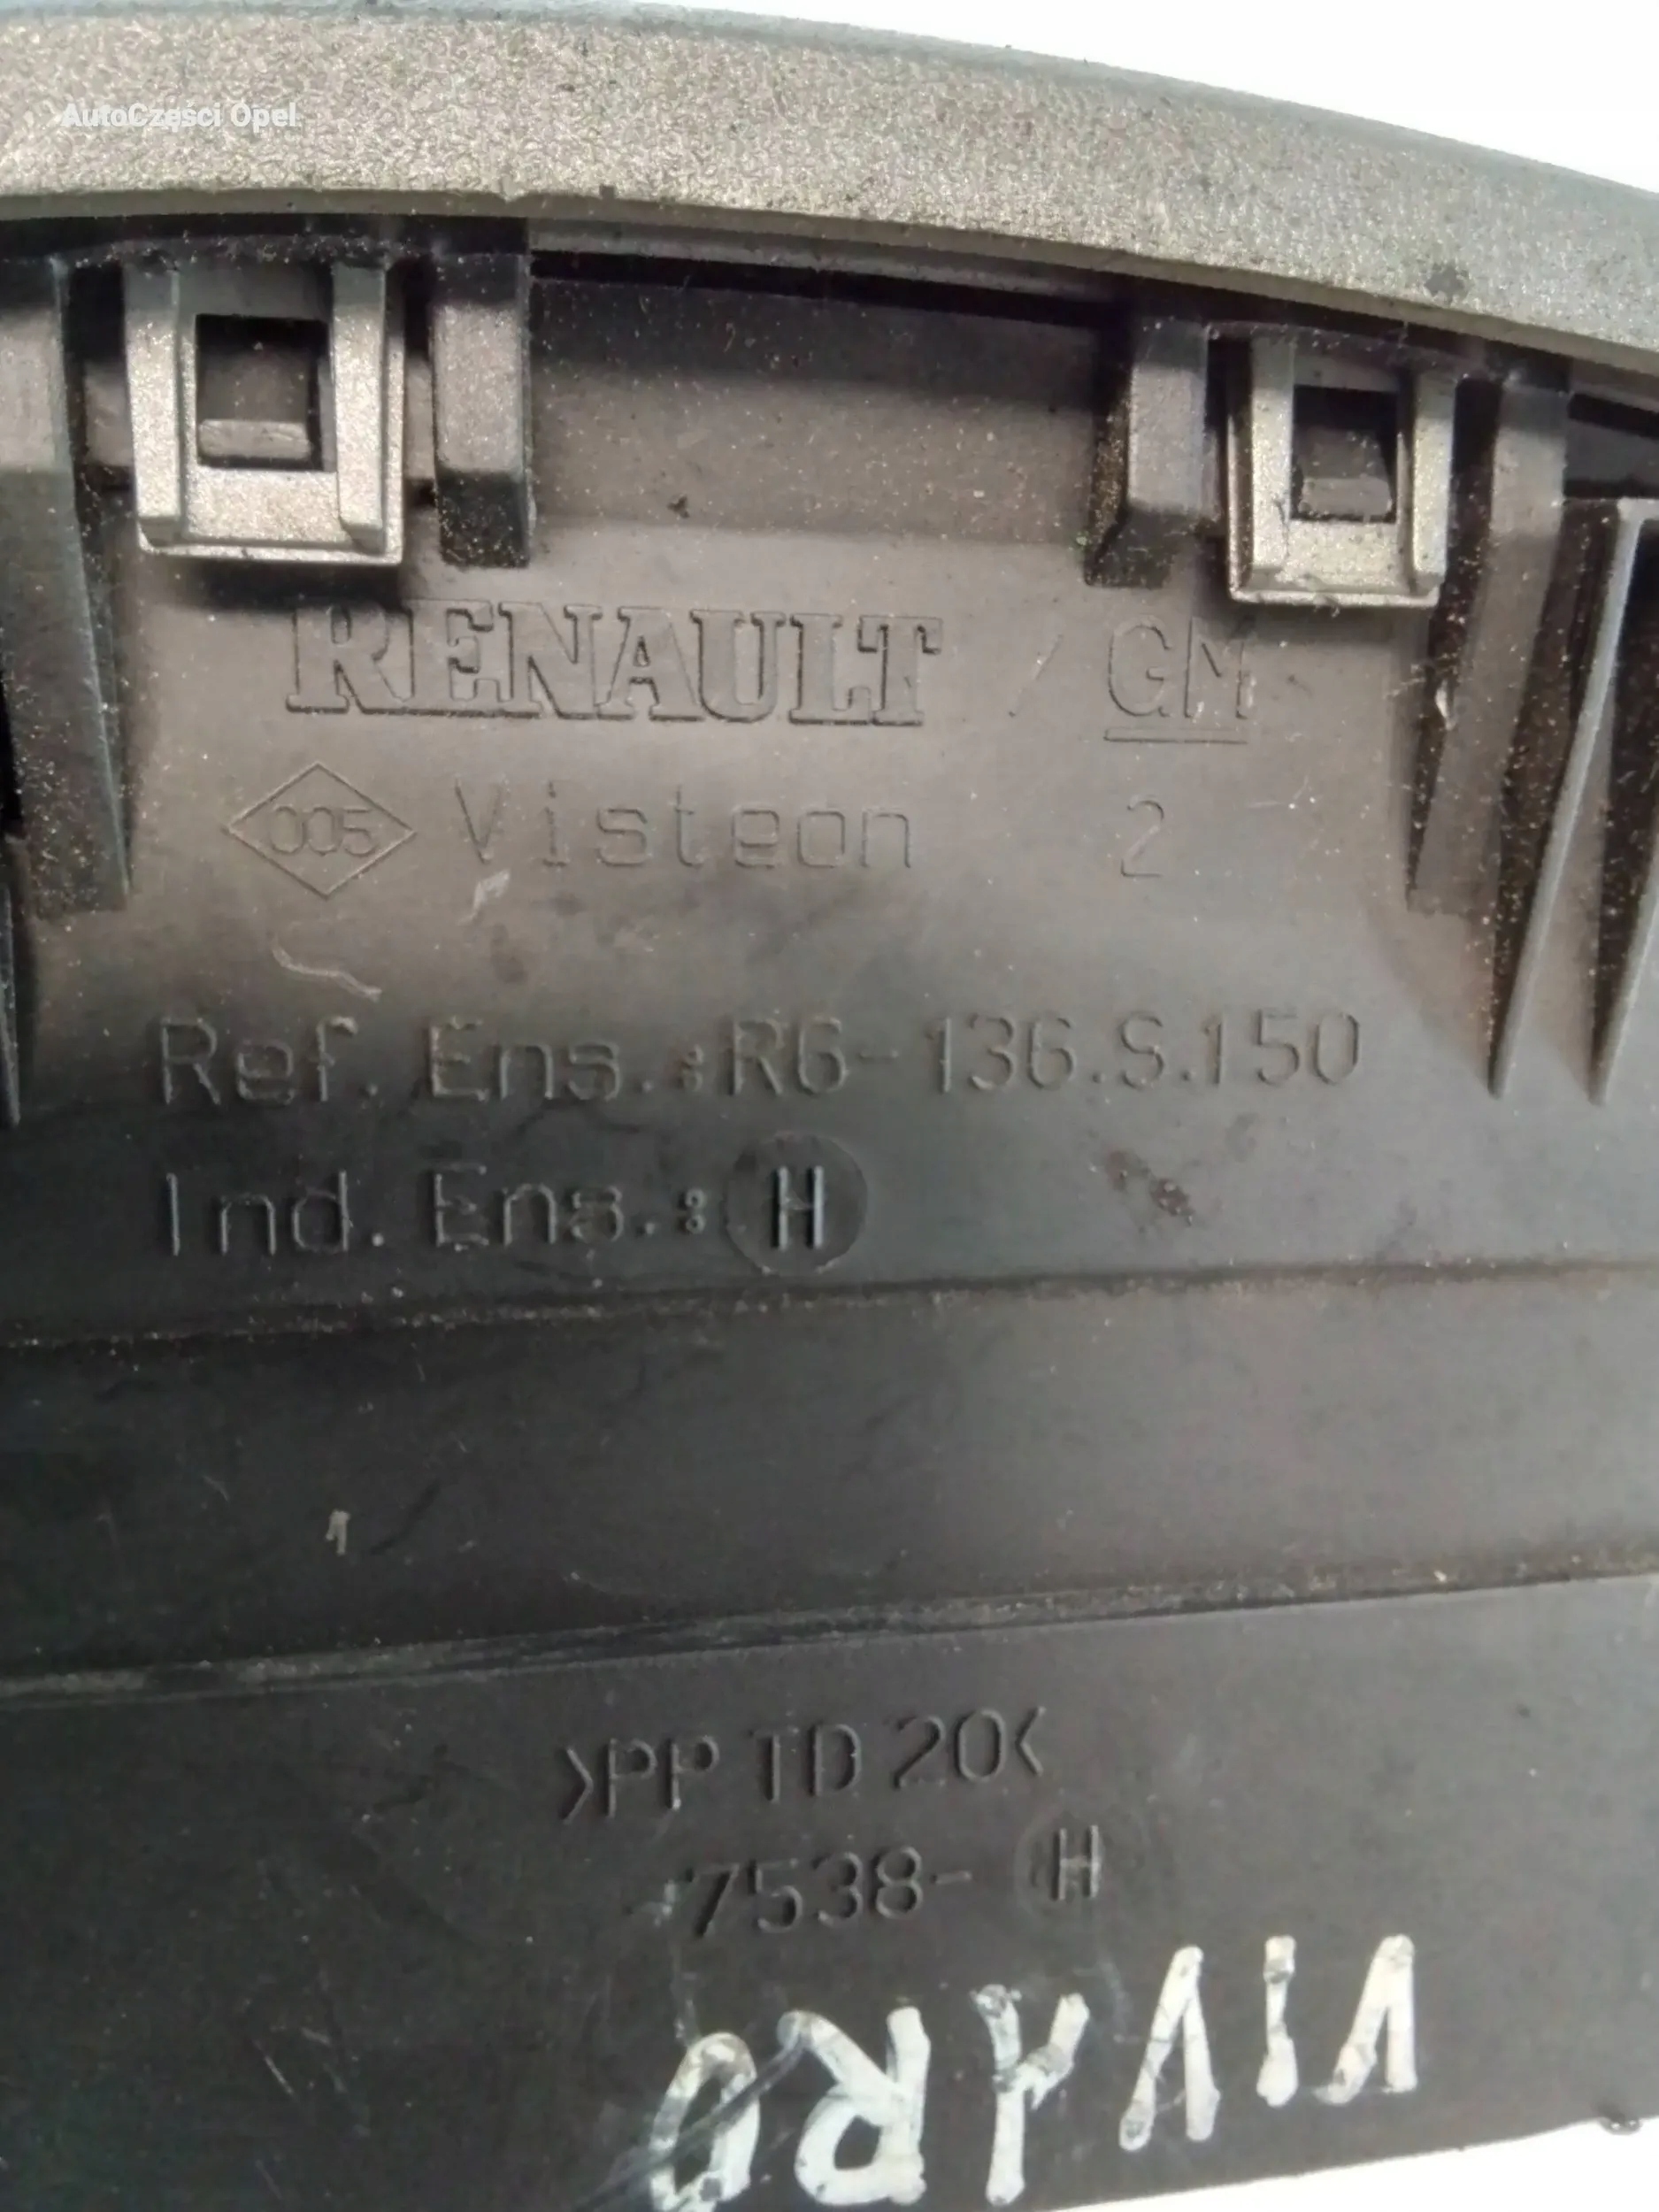 AutoCzęści Opel
RENAULT / GM
005 Visteon 2
Ref. Ens.:R6-136.S.150
Ind. Ens.: H
>PP TD 20<
7538- H
VIVARO